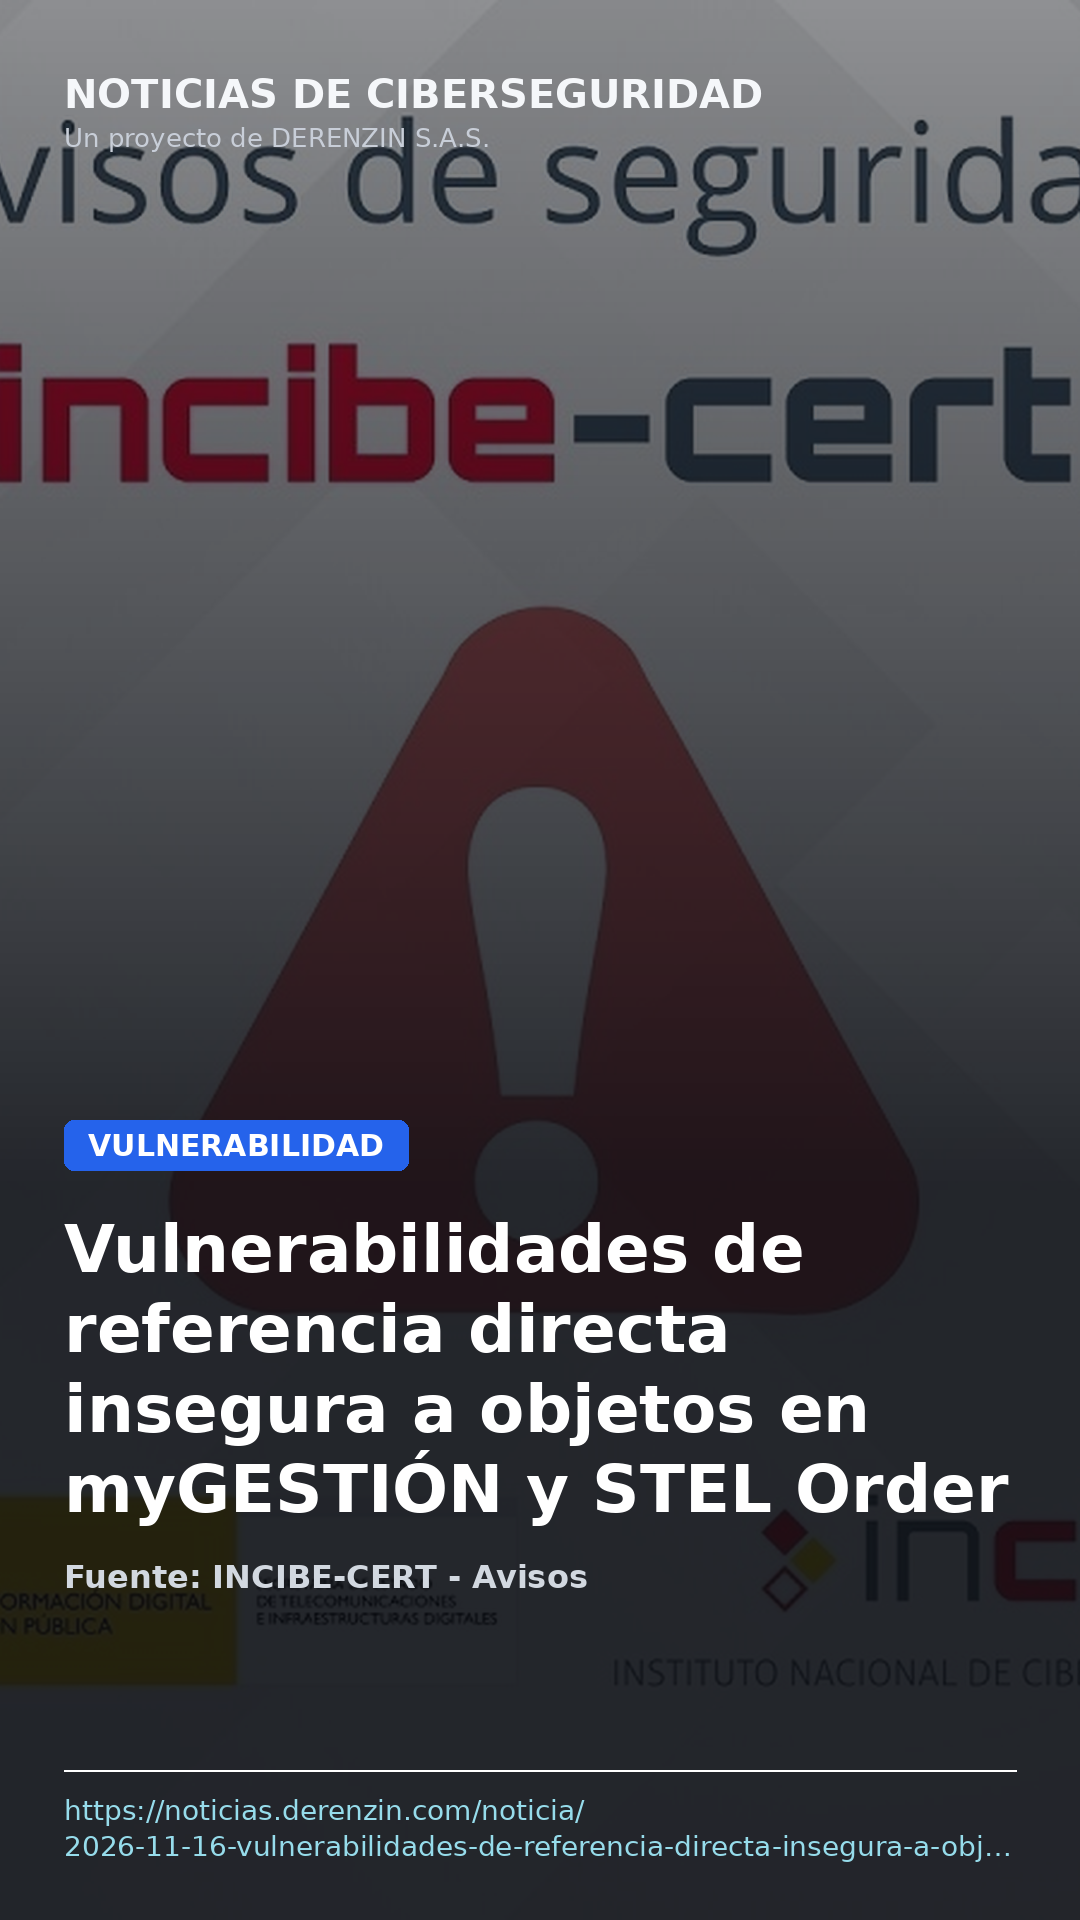 NOTICIAS DE CIBERSEGURIDAD
Un proyecto de DERENZIN S.A.S.
visos de segurida
incibe-cert
VULNERABILIDAD
Vulnerabilidades de
referencia directa
insegura a objetos en
myGESTIÓN y STEL Order
Fuente: INCIBE-CERT - Avisos
ORMACIÓN DIGITAL
N PÚBLICA
DE TELECOMUNICACIONES
E INFRAESTRUCTURAS DIGITALES
inc
INSTITUTO NACIONAL DE CIB
https://noticias.derenzin.com/noticia/
2026-11-16-vulnerabilidades-de-referencia-directa-insegura-a-obj...